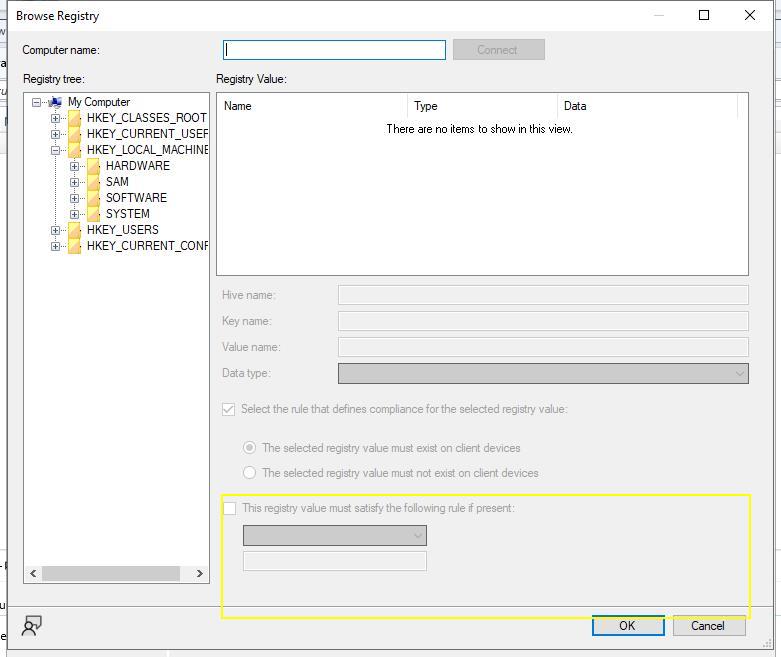 Browse Registry
Computer name:
Connect
Registry tree:
Registry Value:
My Computer
HKEY_CLASSES_ROOT
HKEY_CURRENT_USEF
HKEY_LOCAL_MACHINE
HARDWARE
SAM
SOFTWARE
SYSTEM
HKEY_USERS
HKEY_CURRENT_CONF
Name Type Data
There are no items to show in this view.
Hive name:
Key name:
Value name:
Data type:
Select the rule that defines compliance for the selected registry value:
The selected registry value must exist on client devices
The selected registry value must not exist on client devices
This registry value must satisfy the following rule if present:
OK Cancel